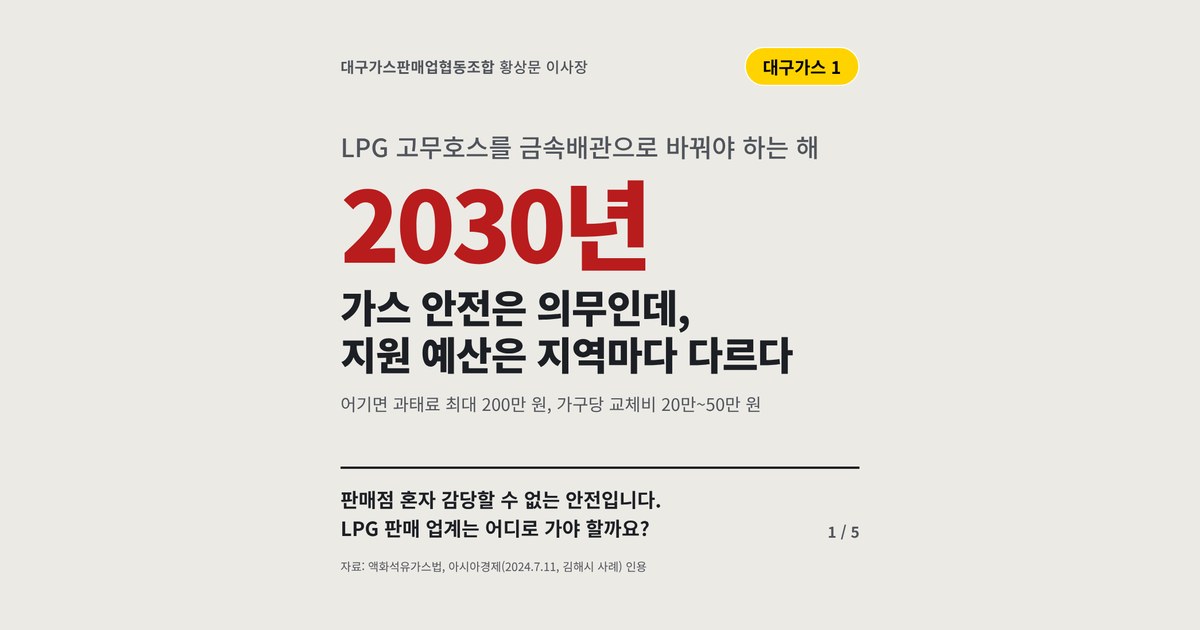 대구가스판매업협동조합 황상문 이사장
대구가스 1
LPG 고무호스를 금속배관으로 바꿔야 하는 해
2030년
가스 안전은 의무인데,
지원 예산은 지역마다 다르다
어기면 과태료 최대 200만 원, 가구당 교체비 20만~50만 원
판매점 혼자 감당할 수 없는 안전입니다.
LPG 판매 업계는 어디로 가야 할까요?
1 / 5
자료: 액화석유가스법, 아시아경제(2024.7.11, 김해시 사례) 인용